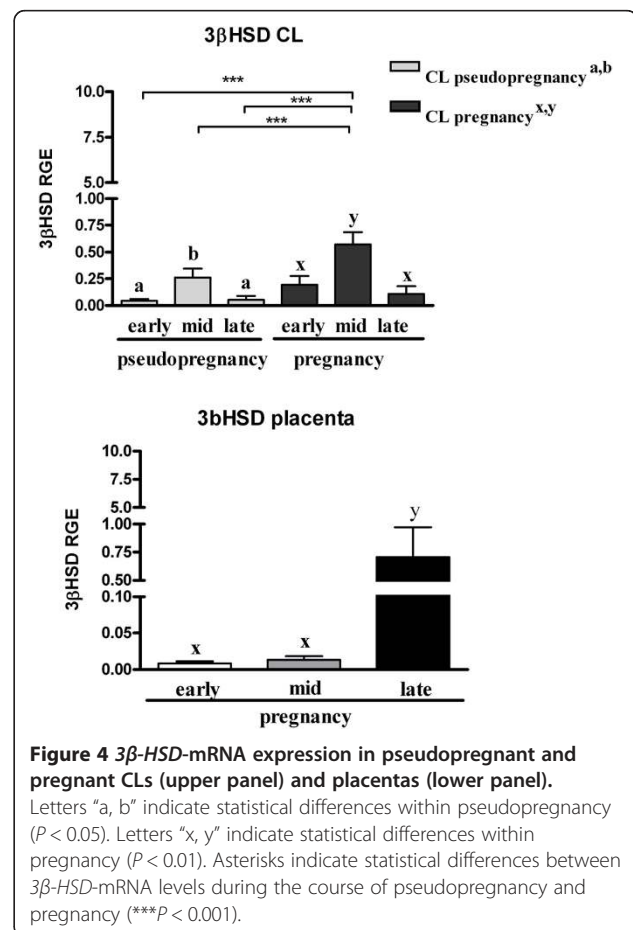 3βHSD CL
CL pseudopregnancy a,b
CL pregnancy x,y
3βHSD RGE
10.0
7.5
5.0
1.00
0.75
0.50
0.25
0.00
***
***
***
a
b
a
x
y
x
early mid late
early mid late
pseudopregnancy
pregnancy
3bHSD placenta
3βHSD RGE
10.0
7.5
5.0
1.00
0.75
0.50
0.10
0.05
0.00
x
x
y
early
mid
late
pregnancy
Figure 4 3β-HSD-mRNA expression in pseudopregnant and
pregnant CLs (upper panel) and placentas (lower panel).
Letters “a, b” indicate statistical differences within pseudopregnancy
(P < 0.05). Letters “x, y” indicate statistical differences within
pregnancy (P < 0.01). Asterisks indicate statistical differences between
3β-HSD-mRNA levels during the course of pseudopregnancy and
pregnancy (***P < 0.001).